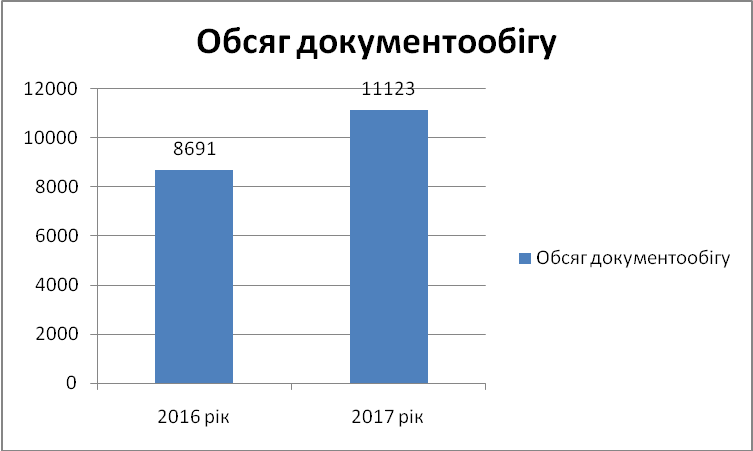 Обсяг документообігу
12000
10000
8000
6000
4000
2000
0
8691
11123
2016 рік
2017 рік
Обсяг документообігу